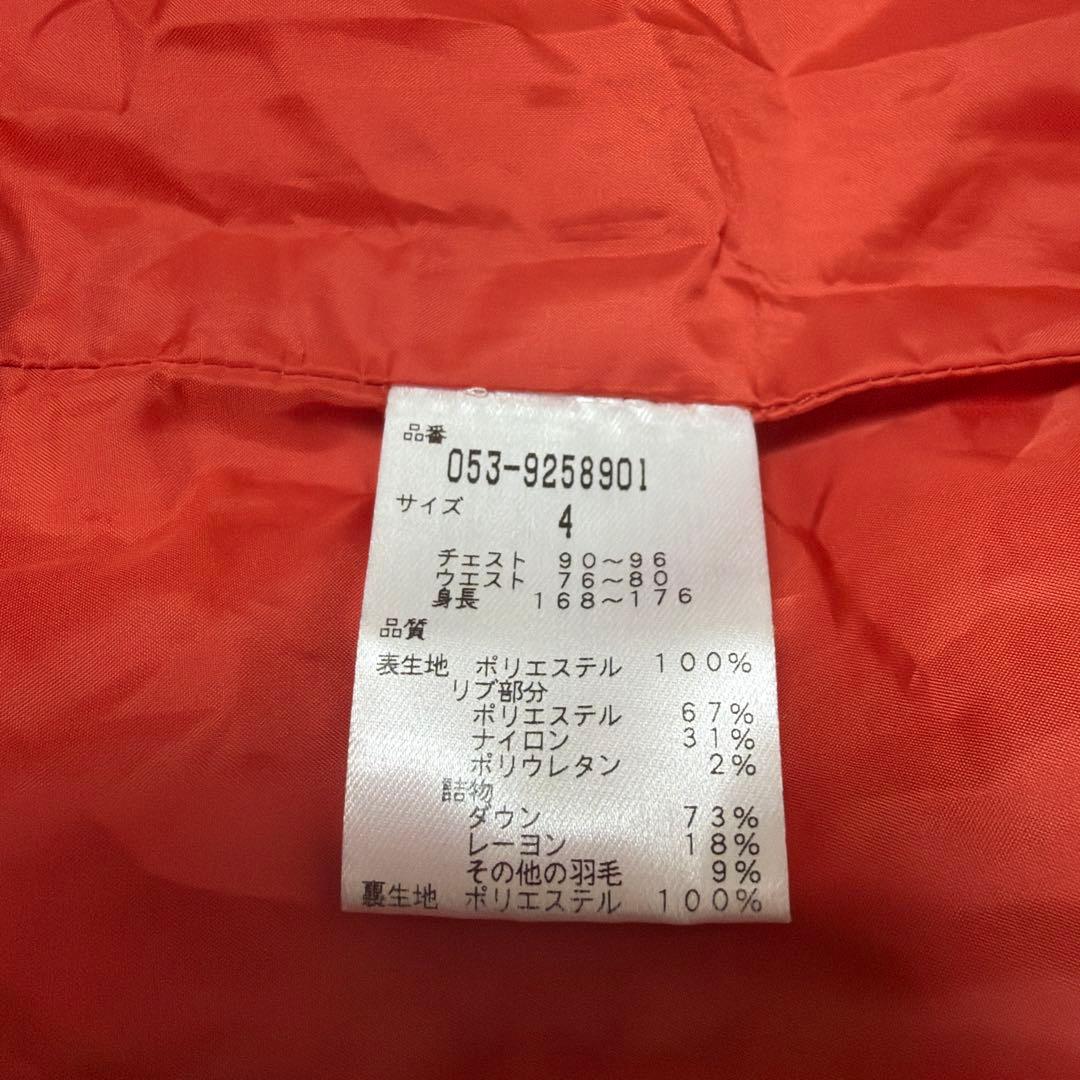 品番
053-9258901
サイズ
4
チェスト 90～96
ウエスト 76～80
身長 168～176
品質
表生地 ポリエステル 100%
リブ部分
ポリエステル 67%
ナイロン 31%
ポリウレタン 2%
詰物
ダウン 73%
レーヨン 18%
その他の羽毛 9%
裏生地 ポリエステル 100%